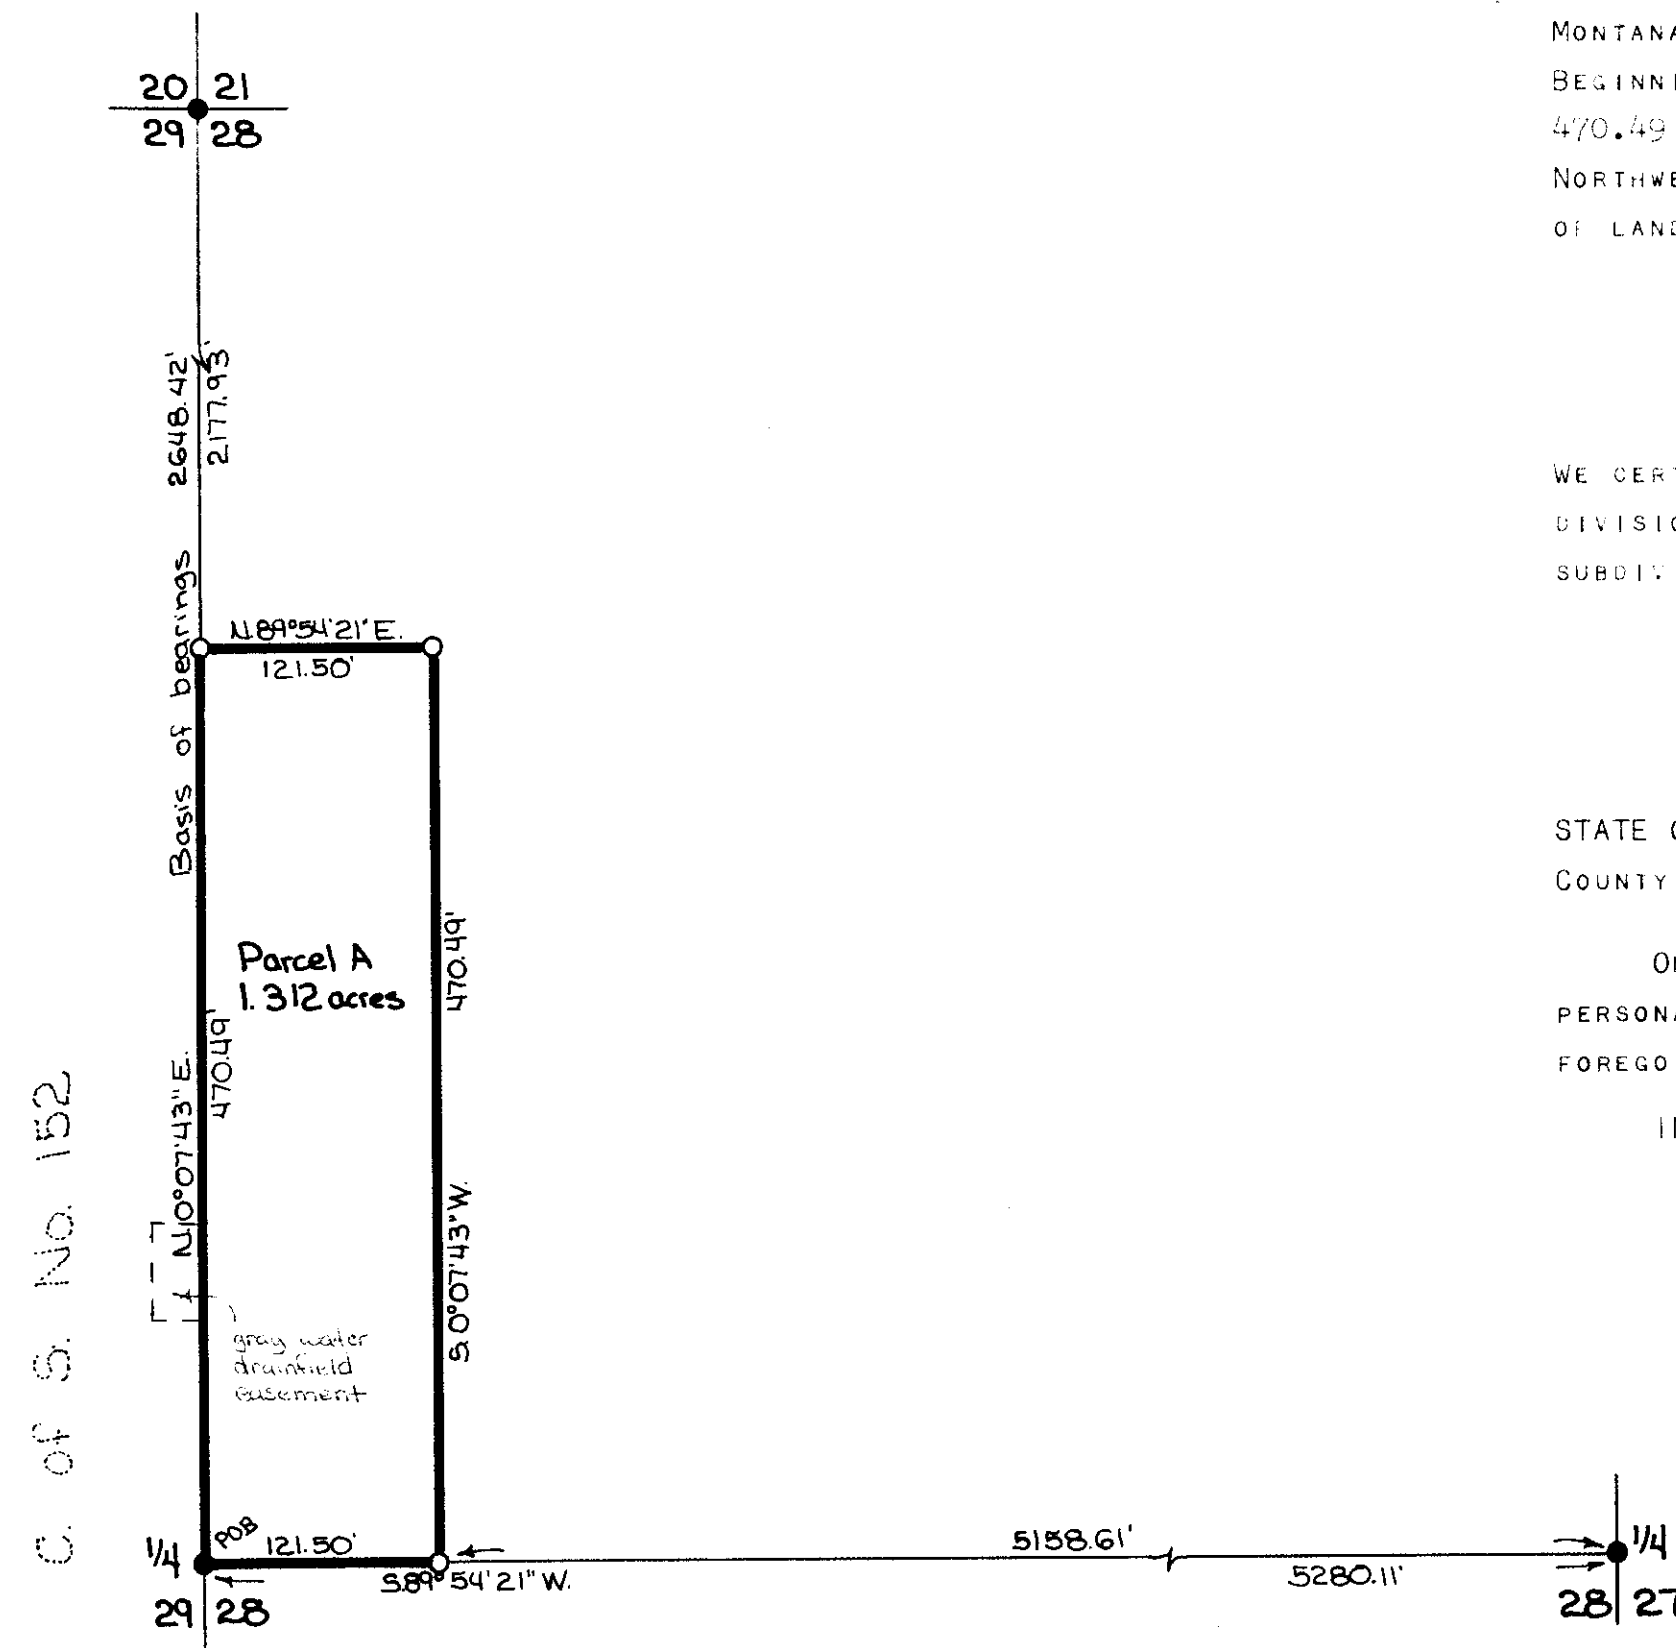 20 21
29 28
2648.42'
2177.93'
Basis of bearings
N.89°54'21"E.
121.50'
Parcel A
1.312 acres
470.49'
470.49'
N.0°07'43"E.
S.0°07'43"W.
gray water
drainfield
easement
C. of S. No. 152
1/4
POB
121.50'
S.89°54'21"W.
29 28
5158.61'
5280.11'
1/4
28 27
MONTANA
BEGINN
470.49
NORTHWE
OF LAND
WE CERT
DIVISIO
SUBDIV
STATE O
COUNTY
O
PERSONA
FOREGO
I